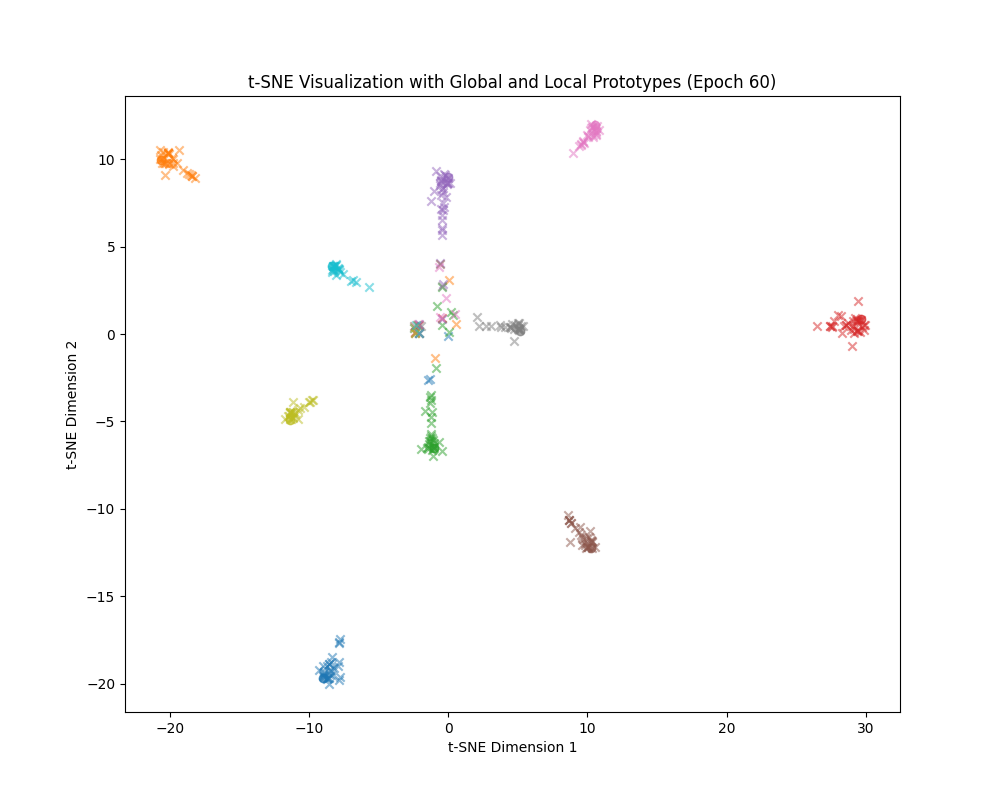 t-SNE Visualization with Global and Local Prototypes (Epoch 60)
10
5
0
−5
−10
−15
−20
t-SNE Dimension 2
−20 −10 0 10 20 30
t-SNE Dimension 1